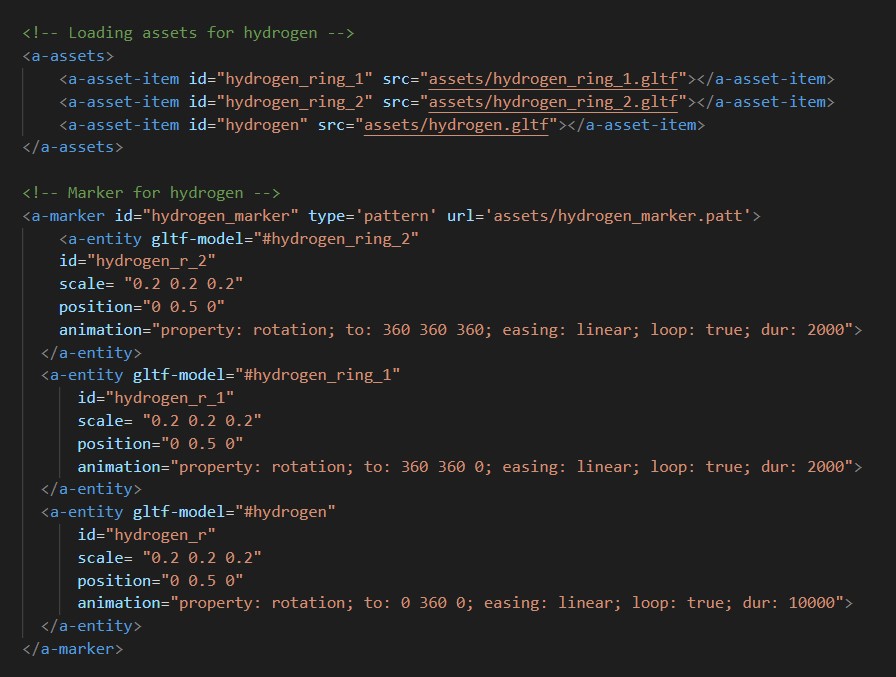 <!-- Loading assets for hydrogen -->
<a-assets>
    <a-asset-item id="hydrogen_ring_1" src="assets/hydrogen_ring_1.gltf"></a-asset-item>
    <a-asset-item id="hydrogen_ring_2" src="assets/hydrogen_ring_2.gltf"></a-asset-item>
    <a-asset-item id="hydrogen" src="assets/hydrogen.gltf"></a-asset-item>
</a-assets>

<!-- Marker for hydrogen -->
<a-marker id="hydrogen_marker" type='pattern' url='assets/hydrogen_marker.patt'>
    <a-entity gltf-model="#hydrogen_ring_2"
    id="hydrogen_r_2"
    scale= "0.2 0.2 0.2"
    position="0 0.5 0"
    animation="property: rotation; to: 360 360 360; easing: linear; loop: true; dur: 2000">
  </a-entity>
  <a-entity gltf-model="#hydrogen_ring_1"
      id="hydrogen_r_1"
      scale= "0.2 0.2 0.2"
      position="0 0.5 0"
      animation="property: rotation; to: 360 360 0; easing: linear; loop: true; dur: 2000">
  </a-entity>
  <a-entity gltf-model="#hydrogen"
      id="hydrogen_r"
      scale= "0.2 0.2 0.2"
      position="0 0.5 0"
      animation="property: rotation; to: 0 360 0; easing: linear; loop: true; dur: 10000">
  </a-entity>
</a-marker>